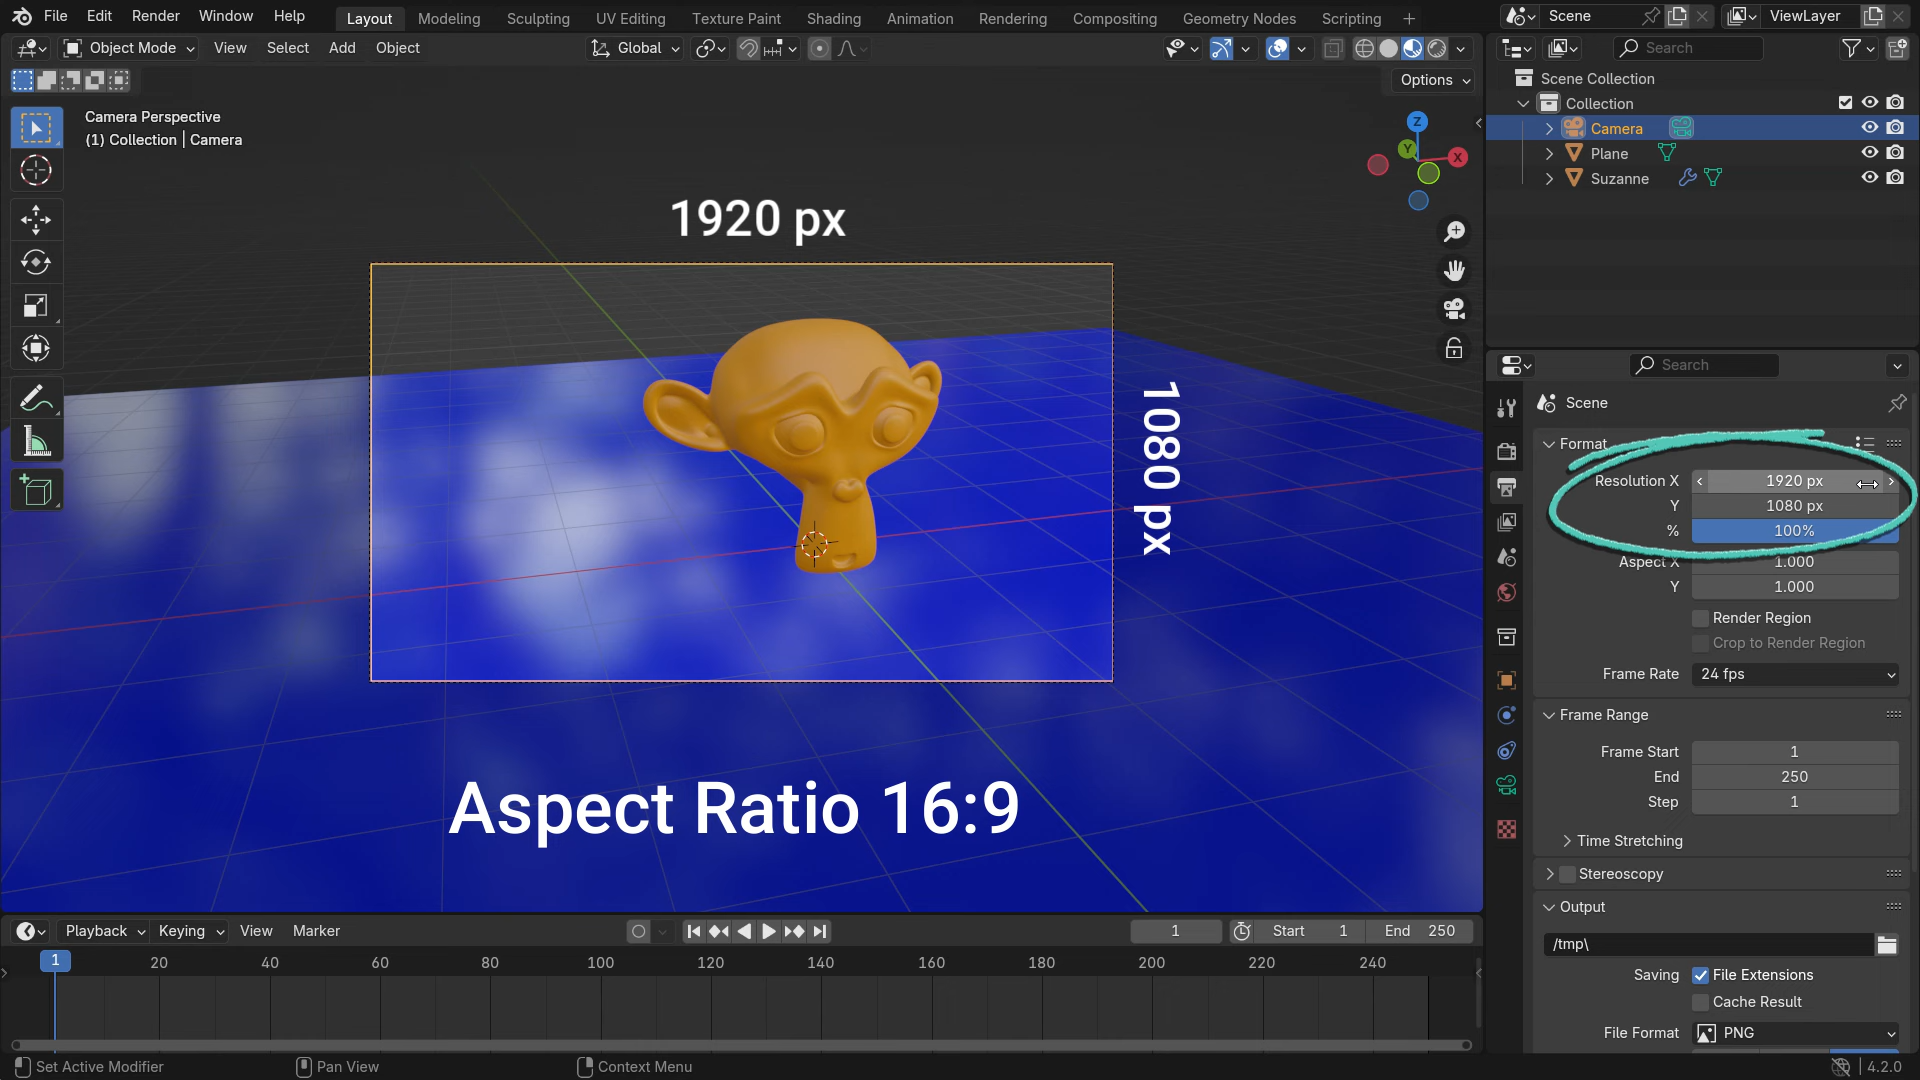 File Edit Render Window Help Layout Modeling Sculpting UV Editing Texture Paint Shading Animation Rendering Compositing Geometry Nodes Scripting + Scene ViewLayer
Object Mode View Select Add Object Global Search
Options
Camera Perspective
(1) Collection | Camera
Z
Y
X
1920 px
1080 px
Aspect Ratio 16:9
Scene Collection
Collection
Camera
Plane
Suzanne
Search
Scene
Format
Resolution X 1920 px
Y 1080 px
% 100%
Aspect X 1.000
Y 1.000
Render Region
Crop to Render Region
Frame Rate 24 fps
Frame Range
Frame Start 1
End 250
Step 1
Time Stretching
Stereoscopy
Output
/tmp\
Saving File Extensions
Cache Result
File Format PNG
Playback Keying View Marker 1 Start 1 End 250
1 20 40 60 80 100 120 140 160 180 200 220 240
Set Active Modifier Pan View Context Menu 4.2.0